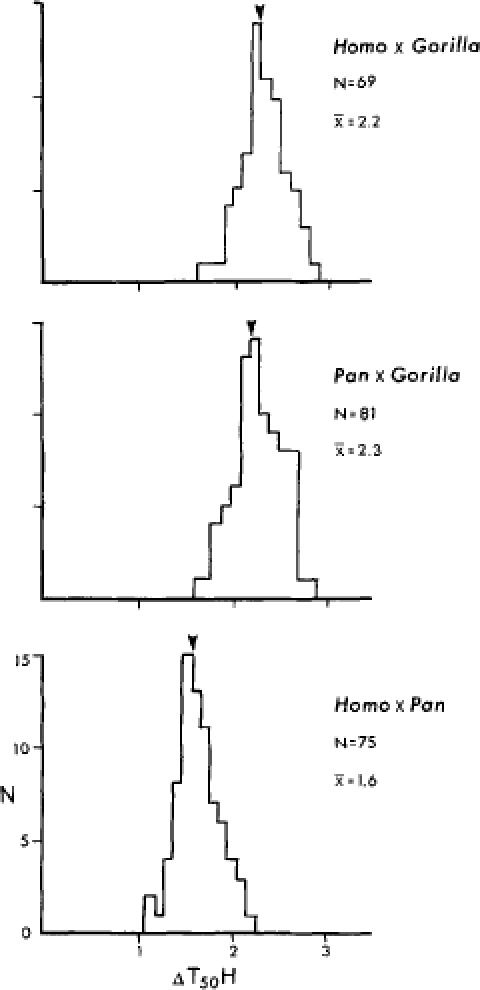 Homo x Gorilla
N=69
x̄=2.2
Pan x Gorilla
N=81
x̄=2.3
15
10
N
5
0
Homo x Pan
N=75
x̄=1.6
1 2 3
ΔT50H